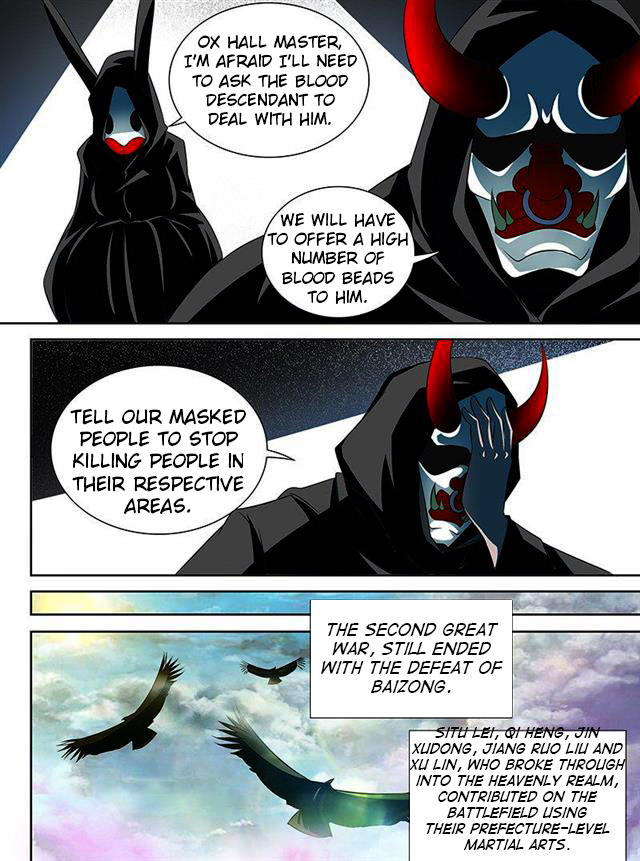 OX HALL MASTER,
I'M AFRAID I'LL NEED
TO ASK THE BLOOD
DESCENDANT TO
DEAL WITH HIM.
WE WILL HAVE
TO OFFER A HIGH
NUMBER OF
BLOOD BEADS
TO HIM.
TELL OUR MASKED
PEOPLE TO STOP
KILLING PEOPLE IN
THEIR RESPECTIVE
AREAS.
THE SECOND GREAT
WAR, STILL ENDED
WITH THE DEFEAT OF
BAIZONG.
SITU LEI, QI HENG, JIN
XUDONG, JIANG RUO LIU AND
XU LIN, WHO BROKE THROUGH
INTO THE HEAVENLY REALM,
CONTRIBUTED ON THE
BATTLEFIELD USING
THEIR PREFECTURE-LEVEL
MARTIAL ARTS.